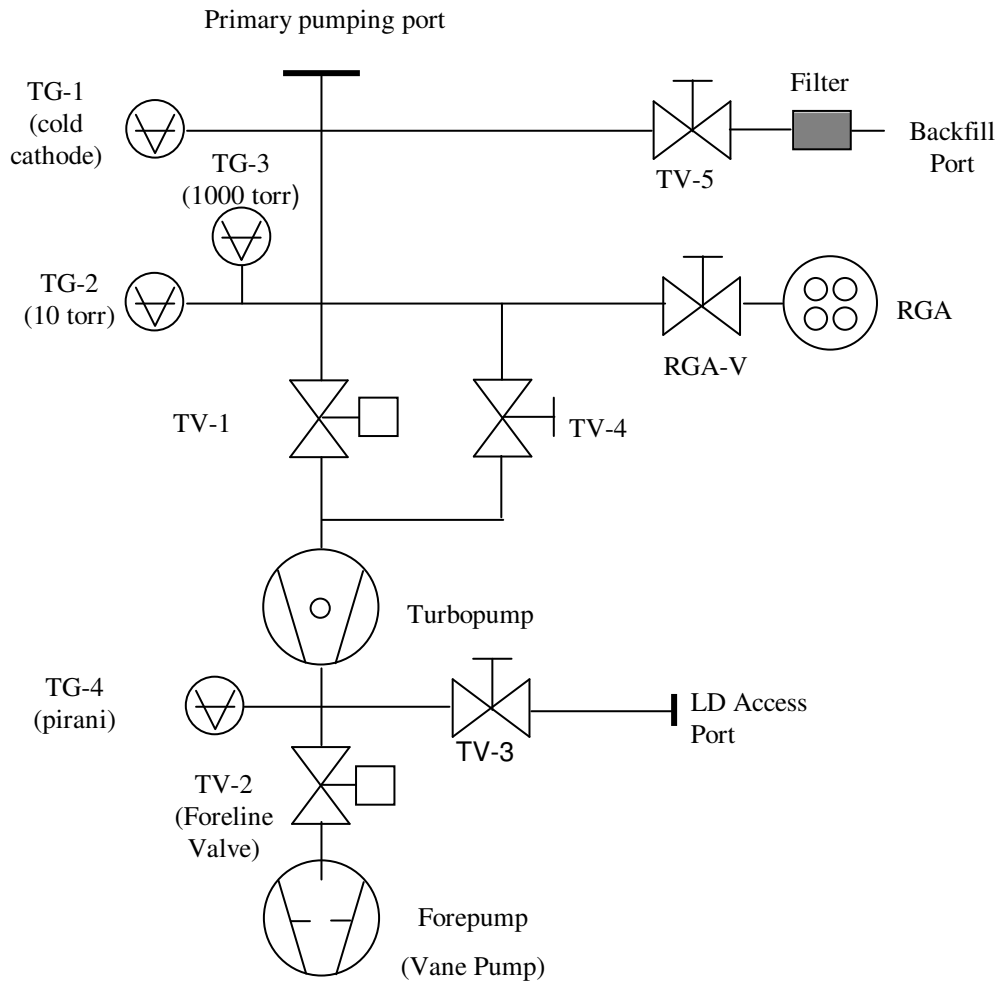 Primary pumping port
TG-1
(cold
cathode)
Filter
Backfill
Port
TV-5
TG-3
(1000 torr)
TG-2
(10 torr)
RGA
RGA-V
TV-1
TV-4
Turbopump
TG-4
(pirani)
LD Access
Port
TV-3
TV-2
(Foreline
Valve)
Forepump
(Vane Pump)